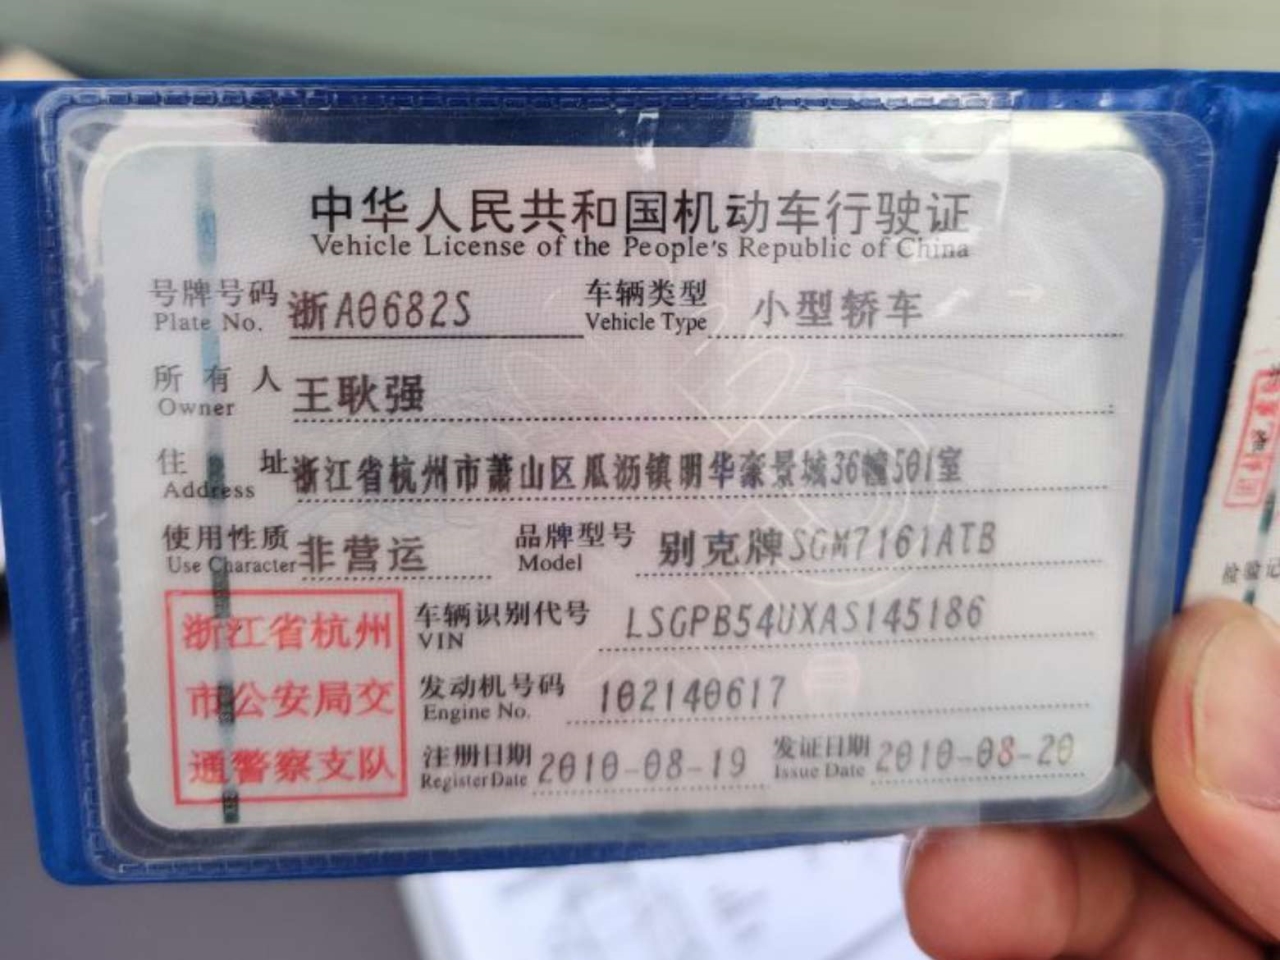 中华人民共和国机动车行驶证
Vehicle License of the People's Republic of China
号牌号码 浙A0682S 车辆类型 小型轿车
Plate No. Vehicle Type
所有人 王耿强
Owner
住址 浙江省杭州市萧山区瓜沥镇明华豪景城36幢501室
Address
使用性质 非营运 品牌型号 别克牌SGM7161ATB
Use Character Model
浙江省杭州
市公安局交
通警察支队
车辆识别代号 LSGPB54UXAS145186
VIN
发动机号码 102140617
Engine No.
注册日期 2010-08-19 发证日期 2010-08-20
Register Date Issue Date
检验记